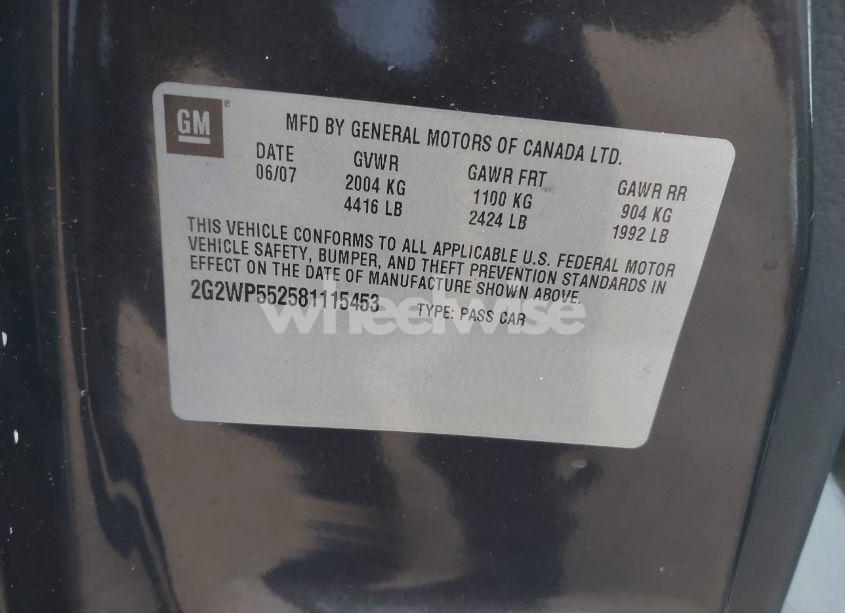 GM
MFD BY GENERAL MOTORS OF CANADA LTD.
DATE GVWR GAWR FRT GAWR RR
06/07 2004 KG 1100 KG 904 KG
4416 LB 2424 LB 1992 LB
THIS VEHICLE CONFORMS TO ALL APPLICABLE U.S. FEDERAL MOTOR
VEHICLE SAFETY, BUMPER, AND THEFT PREVENTION STANDARDS IN
EFFECT ON THE DATE OF MANUFACTURE SHOWN ABOVE.
2G2WP552581115453 TYPE: PASS CAR
wheelwise